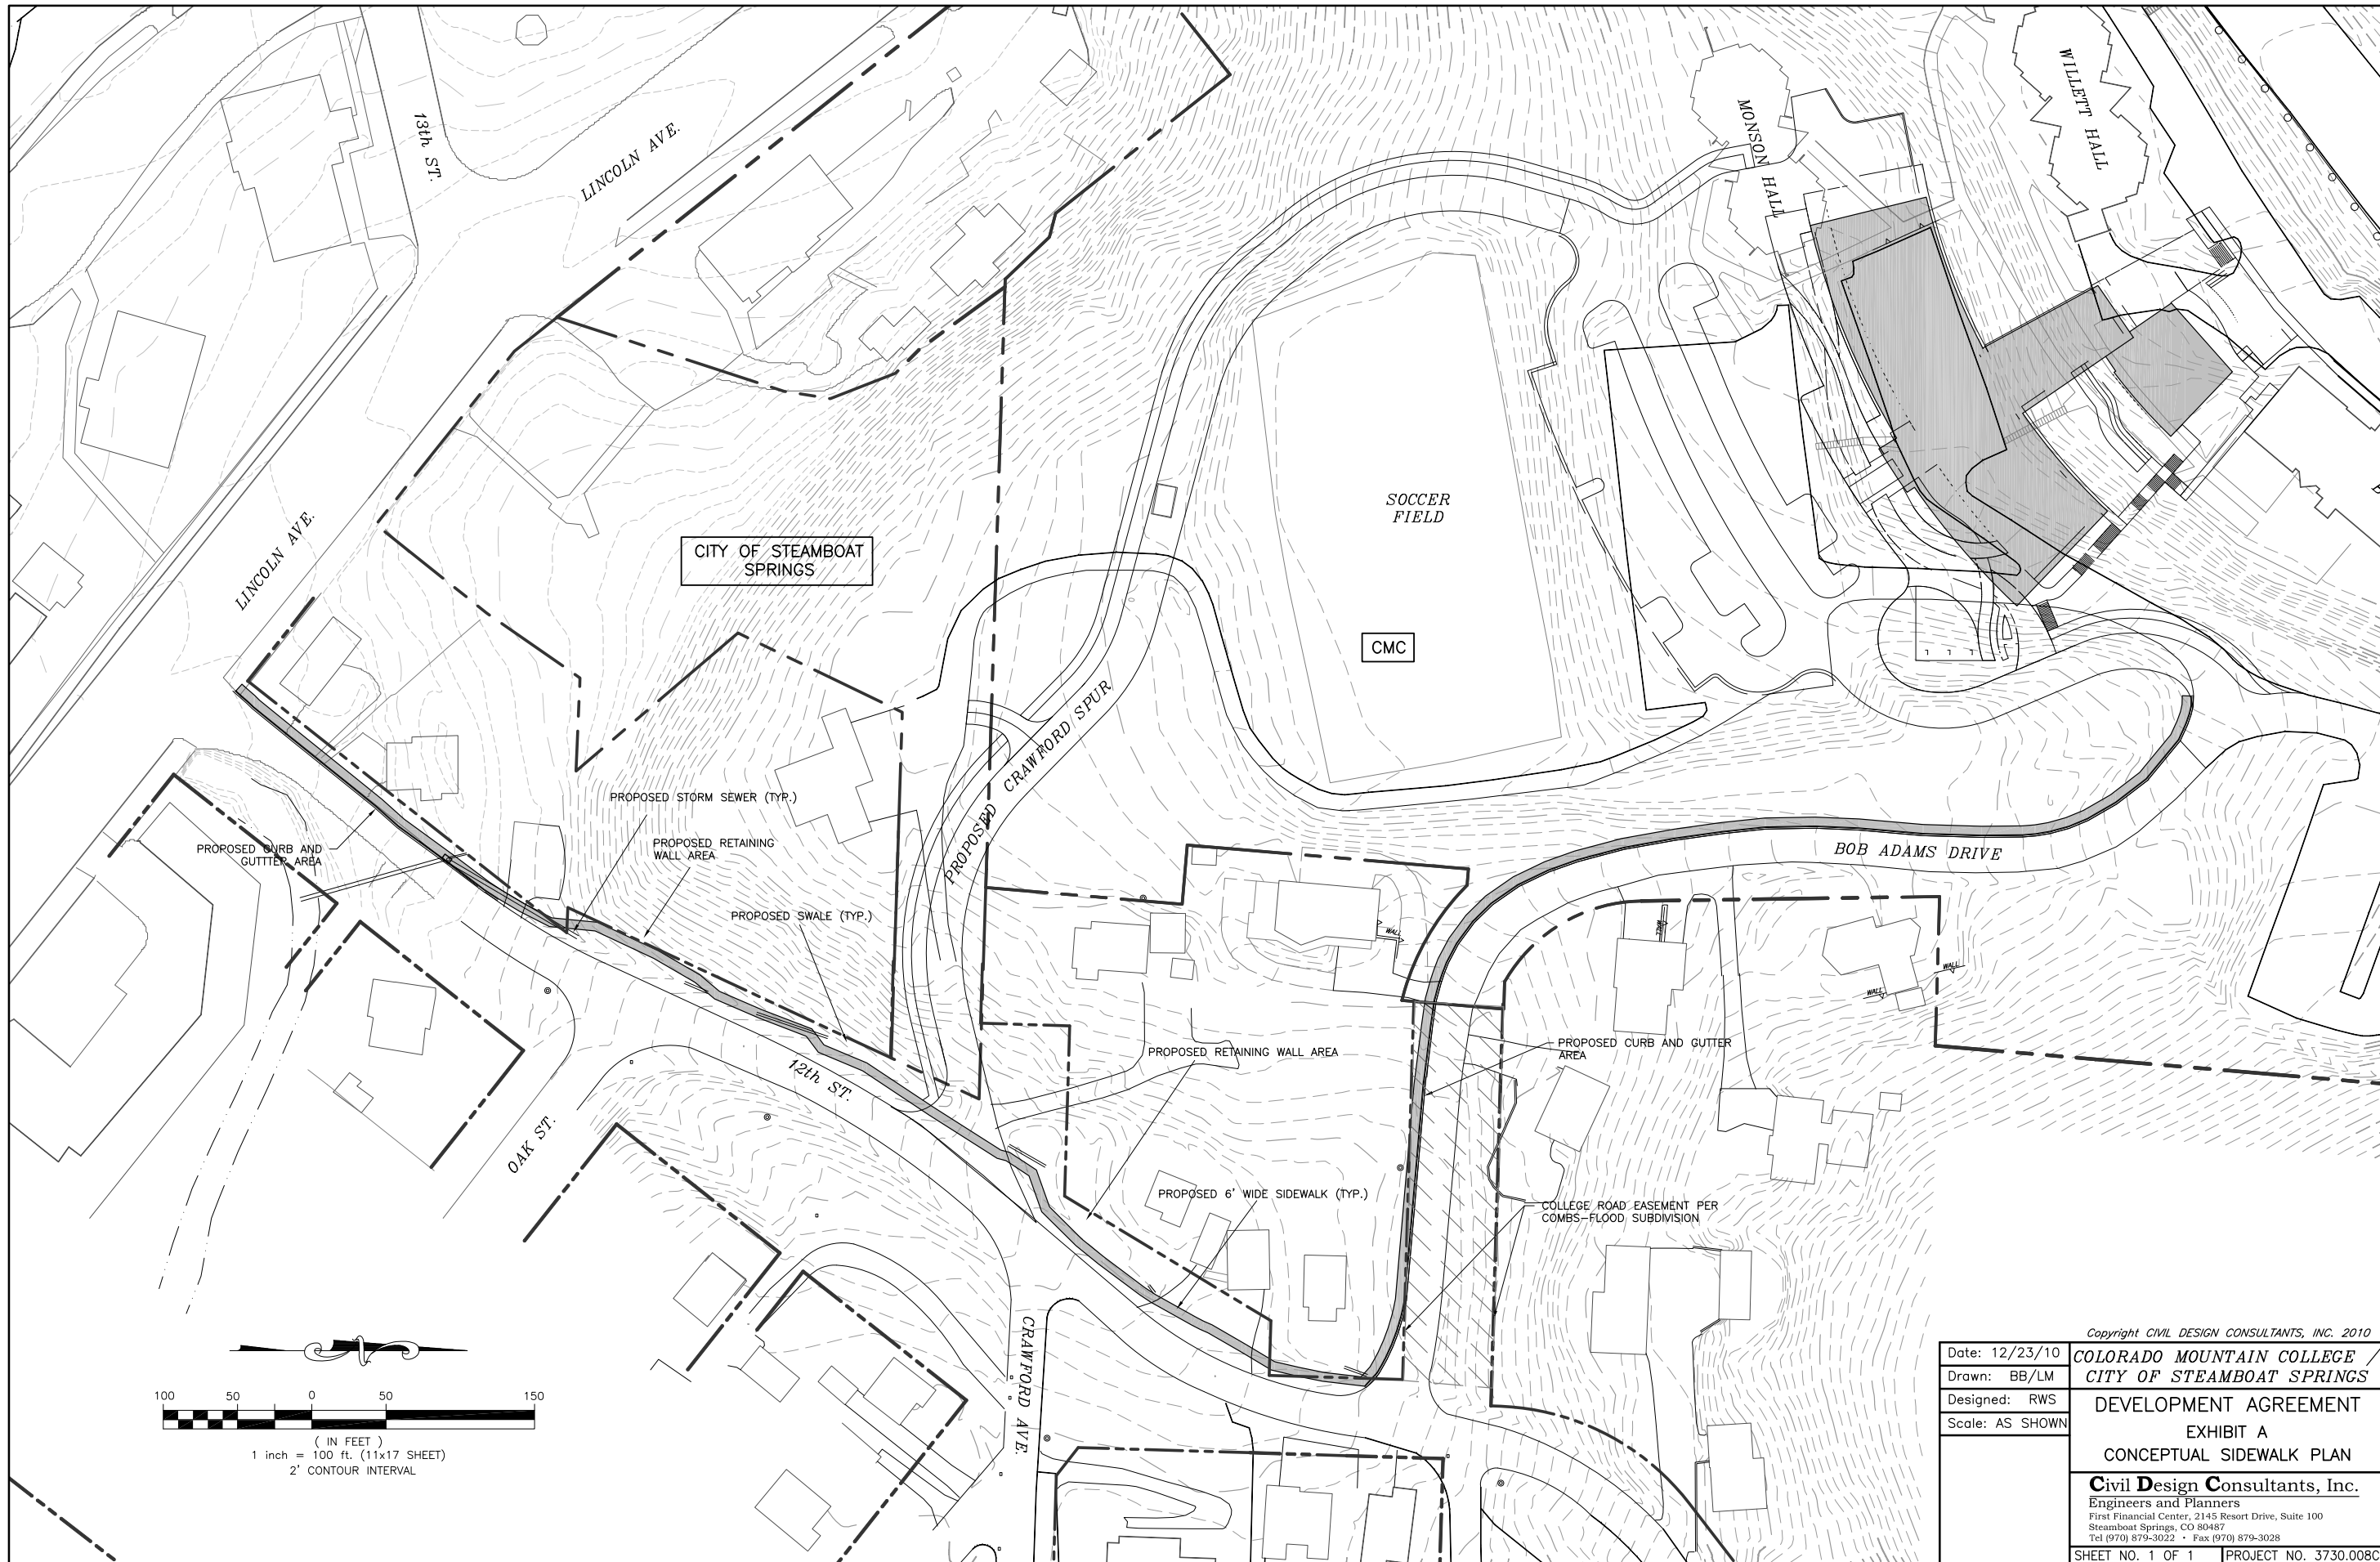 13th ST.
LINCOLN AVE.
MONSON HALL
WILLETT HALL
LINCOLN AVE.
CITY OF STEAMBOAT
SPRINGS
SOCCER
FIELD
CMC
PROPOSED CRAWFORD SPUR
PROPOSED STORM SEWER (TYP.)
PROPOSED RETAINING
WALL AREA
PROPOSED CURB AND
GUTTTER AREA
PROPOSED SWALE (TYP.)
BOB ADAMS DRIVE
WALL
WALL
WALL
WALL
12th ST.
OAK ST.
PROPOSED RETAINING WALL AREA
PROPOSED CURB AND GUTTER
AREA
PROPOSED 6' WIDE SIDEWALK (TYP.)
COLLEGE ROAD EASEMENT PER
COMBS-FLOOD SUBDIVISION
CRAWFORD AVE.
N
100 50 0 50 150
( IN FEET )
1 inch = 100 ft. (11x17 SHEET)
2' CONTOUR INTERVAL
Copyright CIVIL DESIGN CONSULTANTS, INC. 2010
Date: 12/23/10
Drawn: BB/LM
Designed: RWS
Scale: AS SHOWN
COLORADO MOUNTAIN COLLEGE /
CITY OF STEAMBOAT SPRINGS
DEVELOPMENT AGREEMENT
EXHIBIT A
CONCEPTUAL SIDEWALK PLAN
Civil Design Consultants, Inc.
Engineers and Planners
First Financial Center, 2145 Resort Drive, Suite 100
Steamboat Springs, CO 80487
Tel (970) 879-3022 • Fax (970) 879-3028
SHEET NO. 1 OF 1
PROJECT NO.